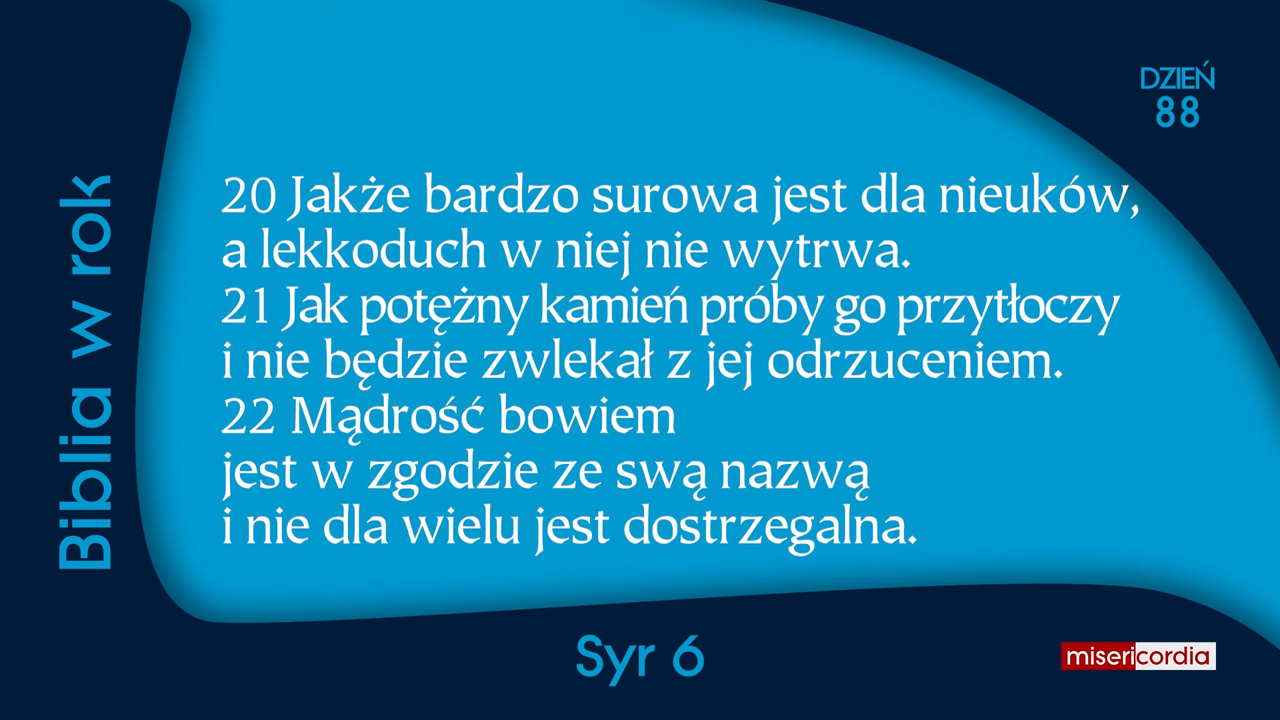 DZIEŃ
88
Biblia w rok
20 Jakże bardzo surowa jest dla nieuków,
a lekkoduch w niej nie wytrwa.
21 Jak potężny kamień próby go przytłoczy
i nie będzie zwlekał z jej odrzuceniem.
22 Mądrość bowiem
jest w zgodzie ze swą nazwą
i nie dla wielu jest dostrzegalna.
Syr 6
misericordia